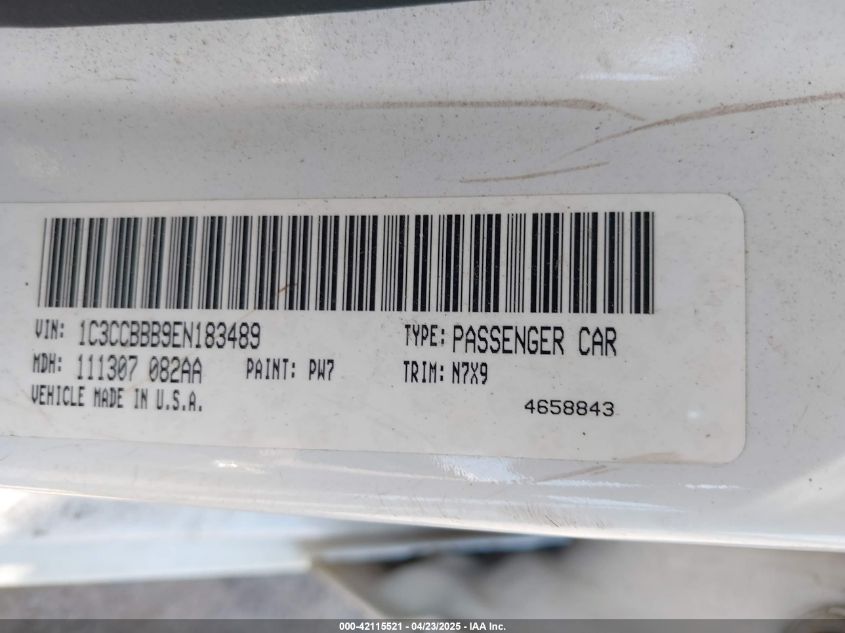 VIN: 1C3CCBBB9EN183489 TYPE: PASSENGER CAR
MDH: 111307 082AA PAINT: PW7 TRIM: N7X9
VEHICLE MADE IN U.S.A. 4658843
000-42115521 - 04/23/2025 - IAA Inc.